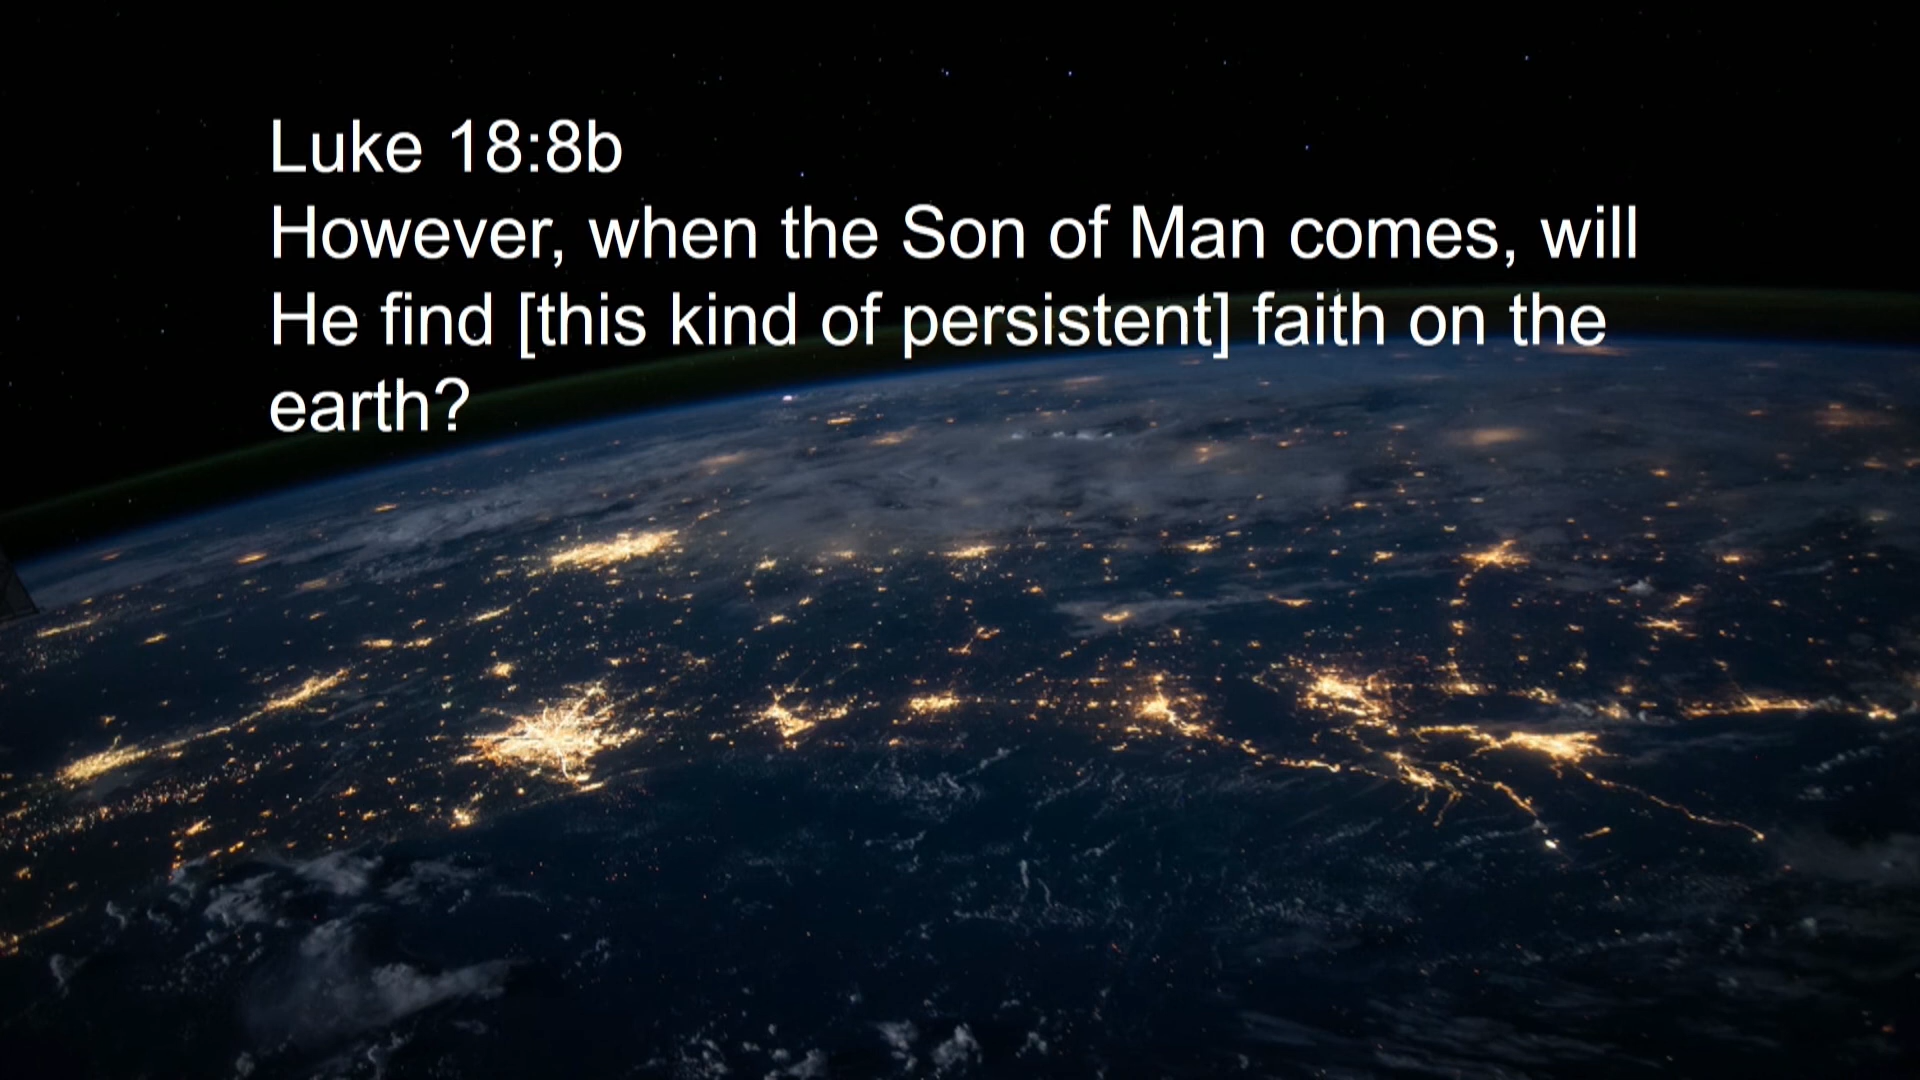 Luke 18:8b
However, when the Son of Man comes, will
He find [this kind of persistent] faith on the
earth?